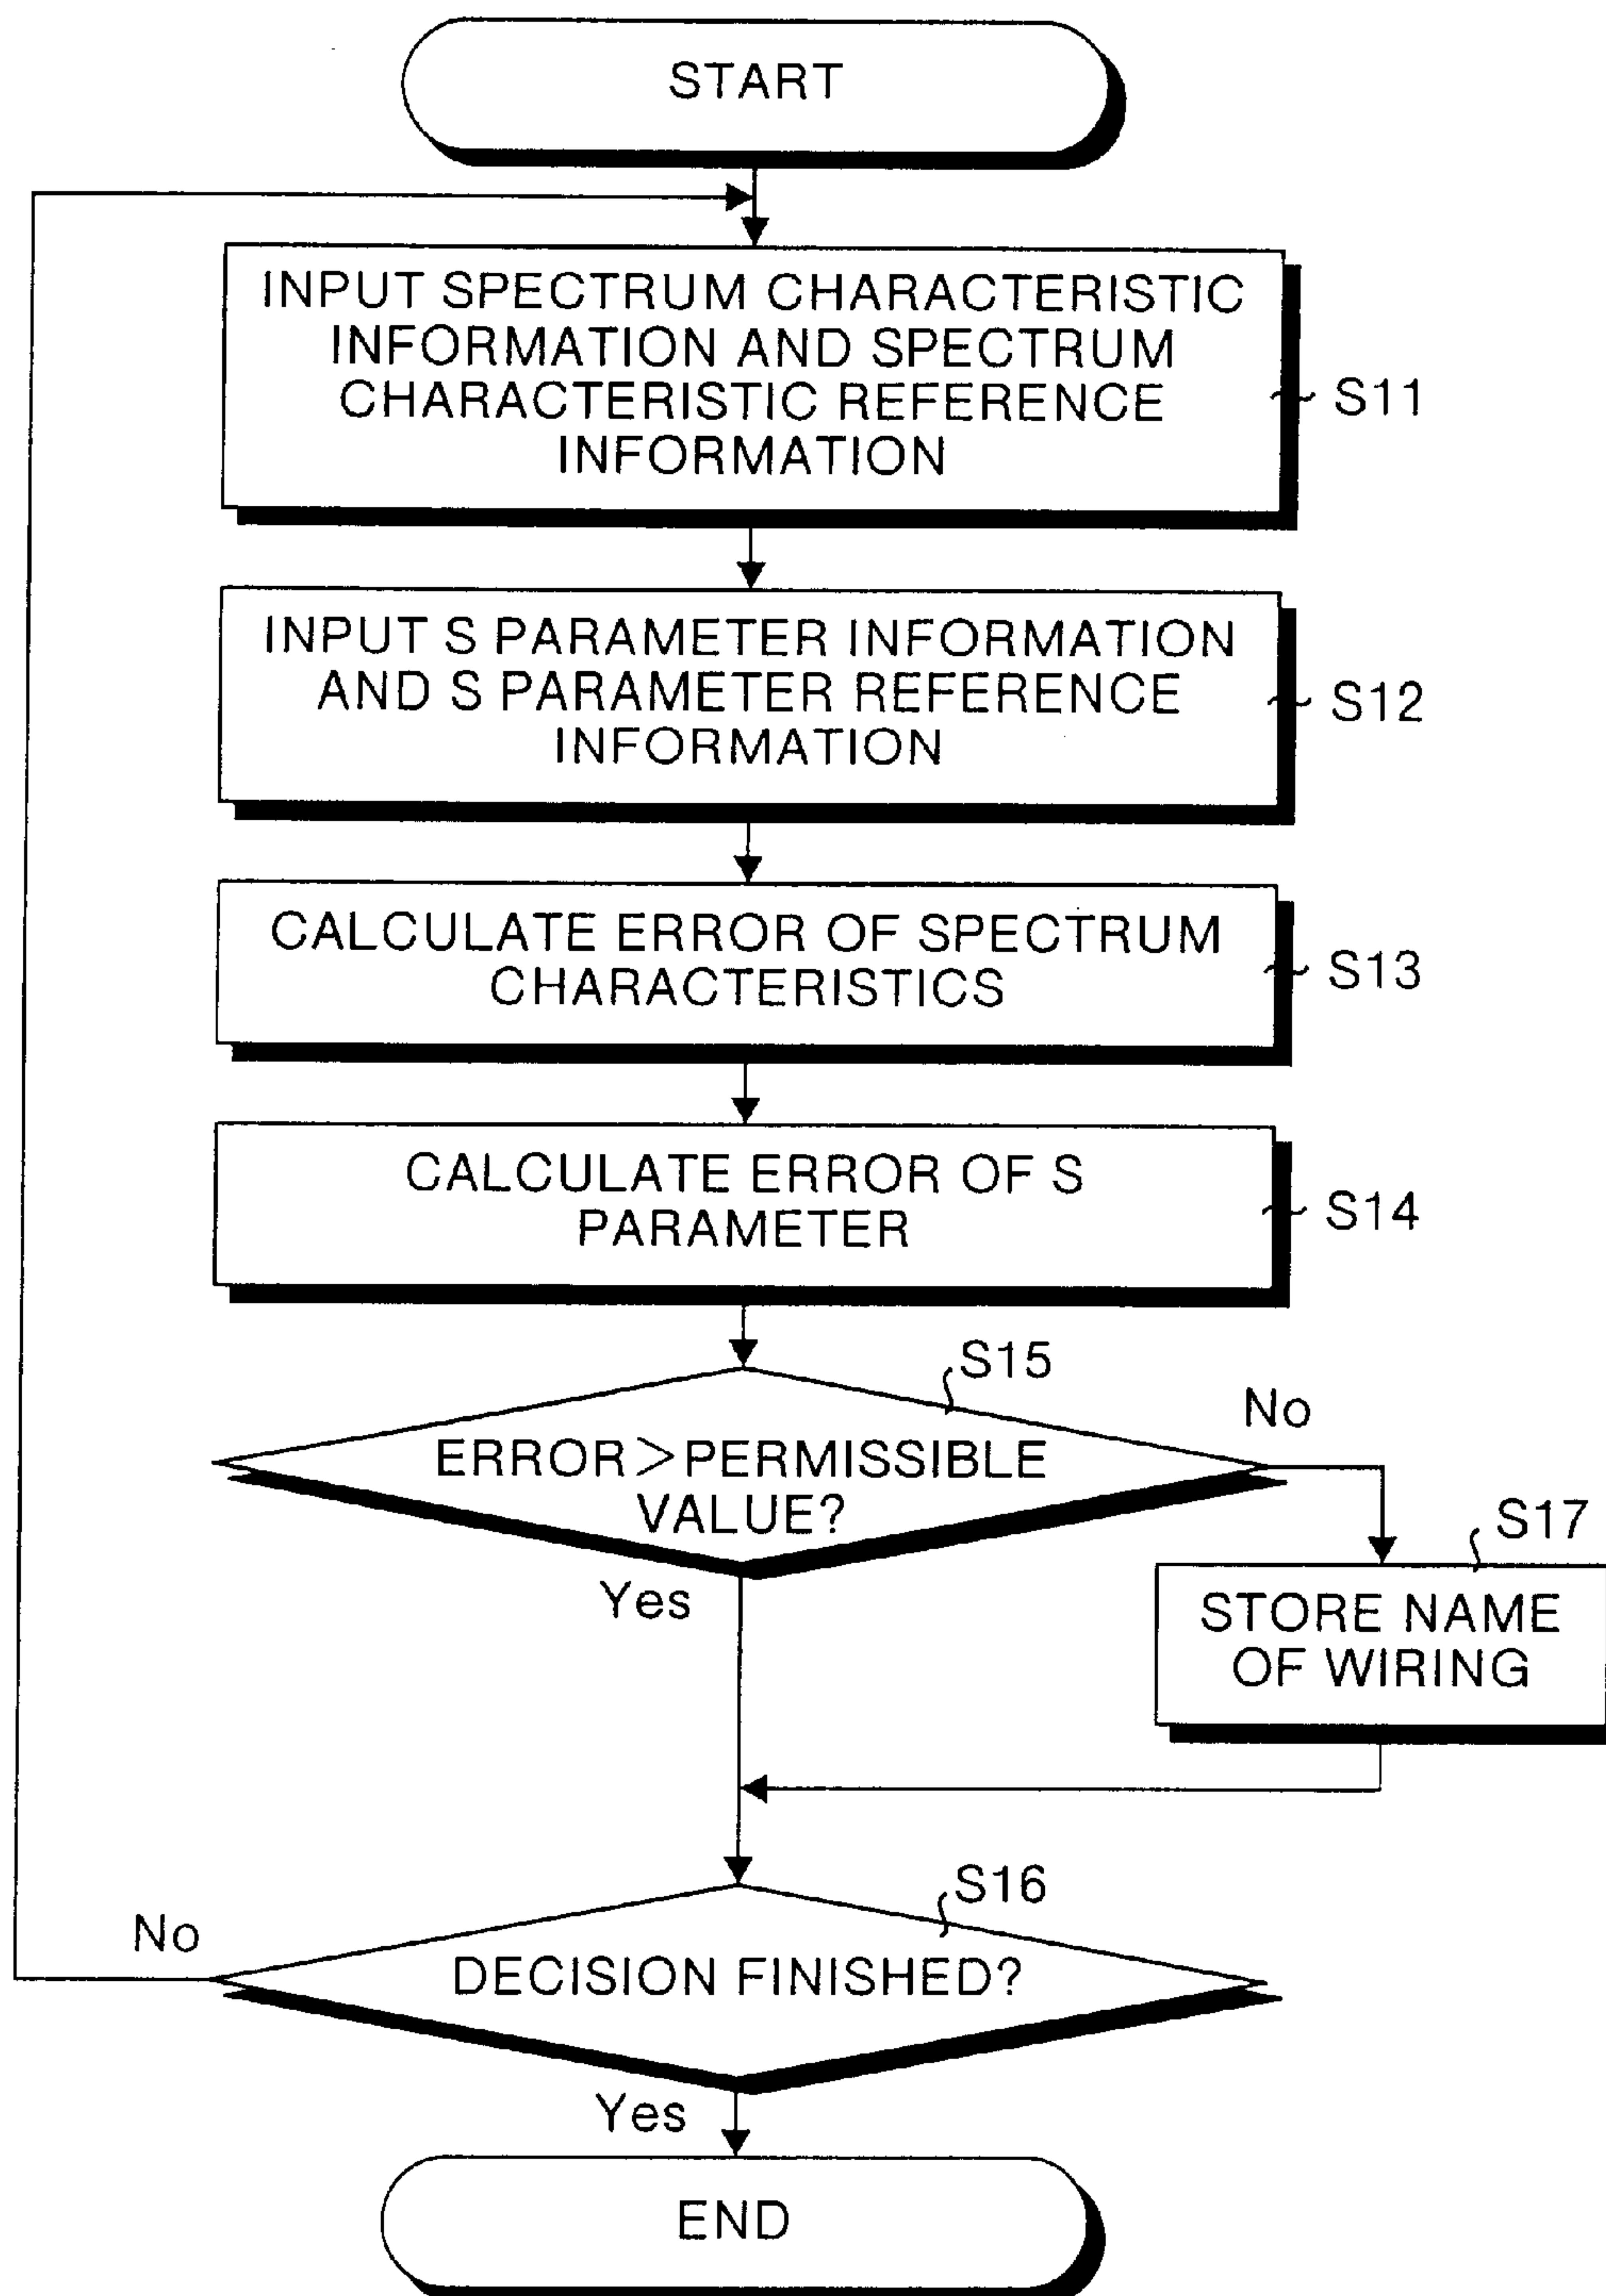 START
INPUT SPECTRUM CHARACTERISTIC
INFORMATION AND SPECTRUM
CHARACTERISTIC REFERENCE
INFORMATION
S11
INPUT S PARAMETER INFORMATION
AND S PARAMETER REFERENCE
INFORMATION
S12
CALCULATE ERROR OF SPECTRUM
CHARACTERISTICS
S13
CALCULATE ERROR OF S
PARAMETER
S14
S15
No
ERROR>PERMISSIBLE
VALUE?
Yes
S17
STORE NAME
OF WIRING
S16
No
DECISION FINISHED?
Yes
END